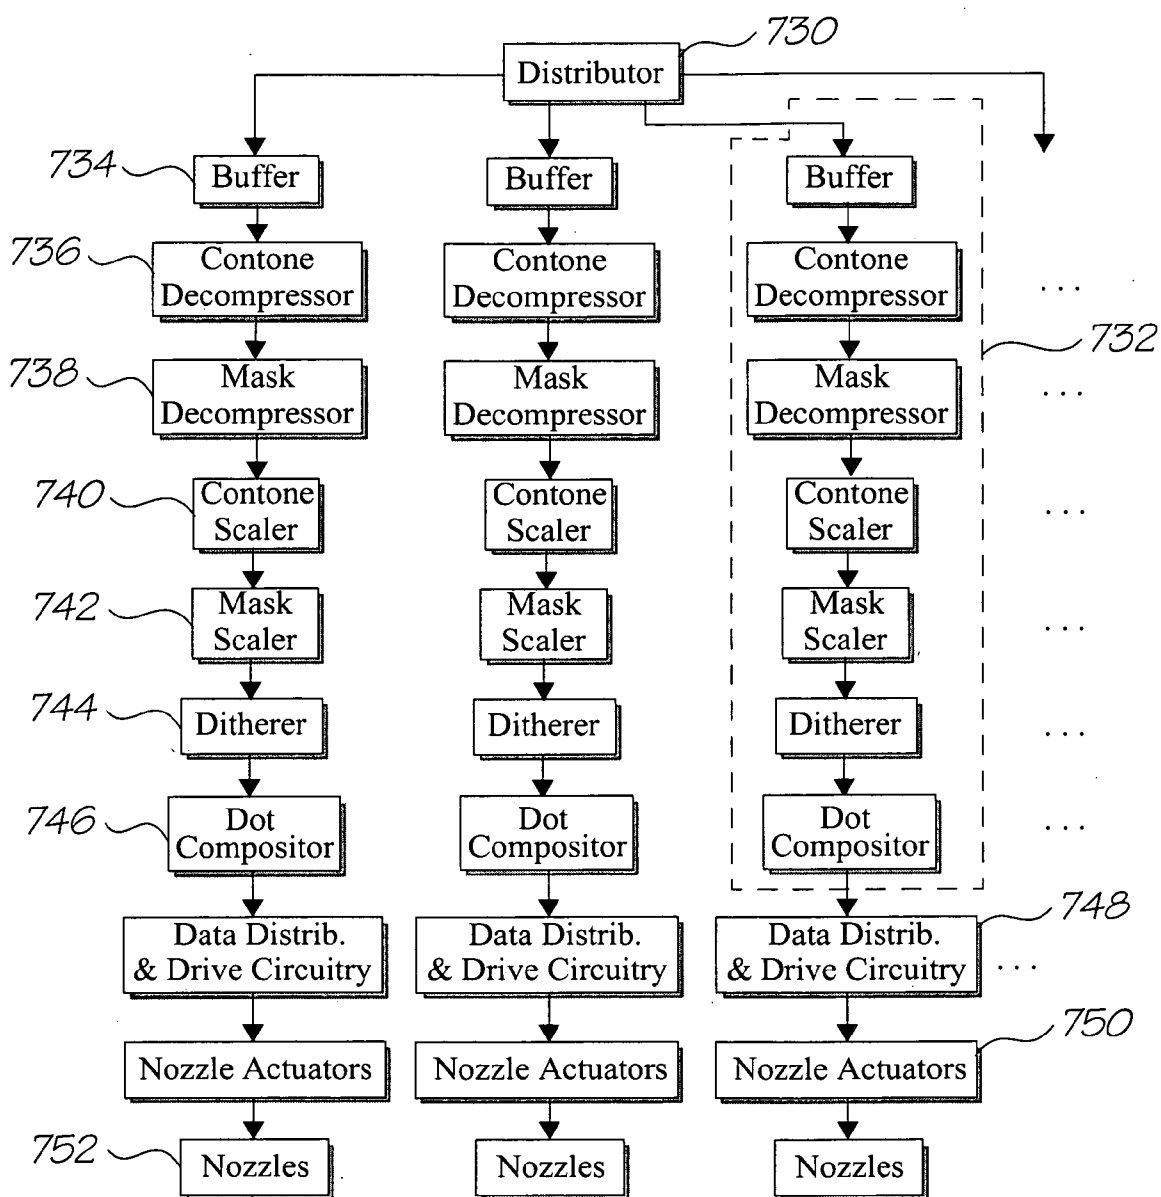 730
Distributor
734
Buffer
Buffer
Buffer
736
Contone
Decompressor
Contone
Decompressor
Contone
Decompressor
...
732
738
Mask
Decompressor
Mask
Decompressor
Mask
Decompressor
...
740
Contone
Scaler
Contone
Scaler
Contone
Scaler
...
742
Mask
Scaler
Mask
Scaler
Mask
Scaler
...
744
Ditherer
Ditherer
Ditherer
...
746
Dot
Compositor
Dot
Compositor
Dot
Compositor
...
748
Data Distrib.
& Drive Circuitry
Data Distrib.
& Drive Circuitry
Data Distrib.
& Drive Circuitry
...
750
Nozzle Actuators
Nozzle Actuators
Nozzle Actuators
752
Nozzles
Nozzles
Nozzles